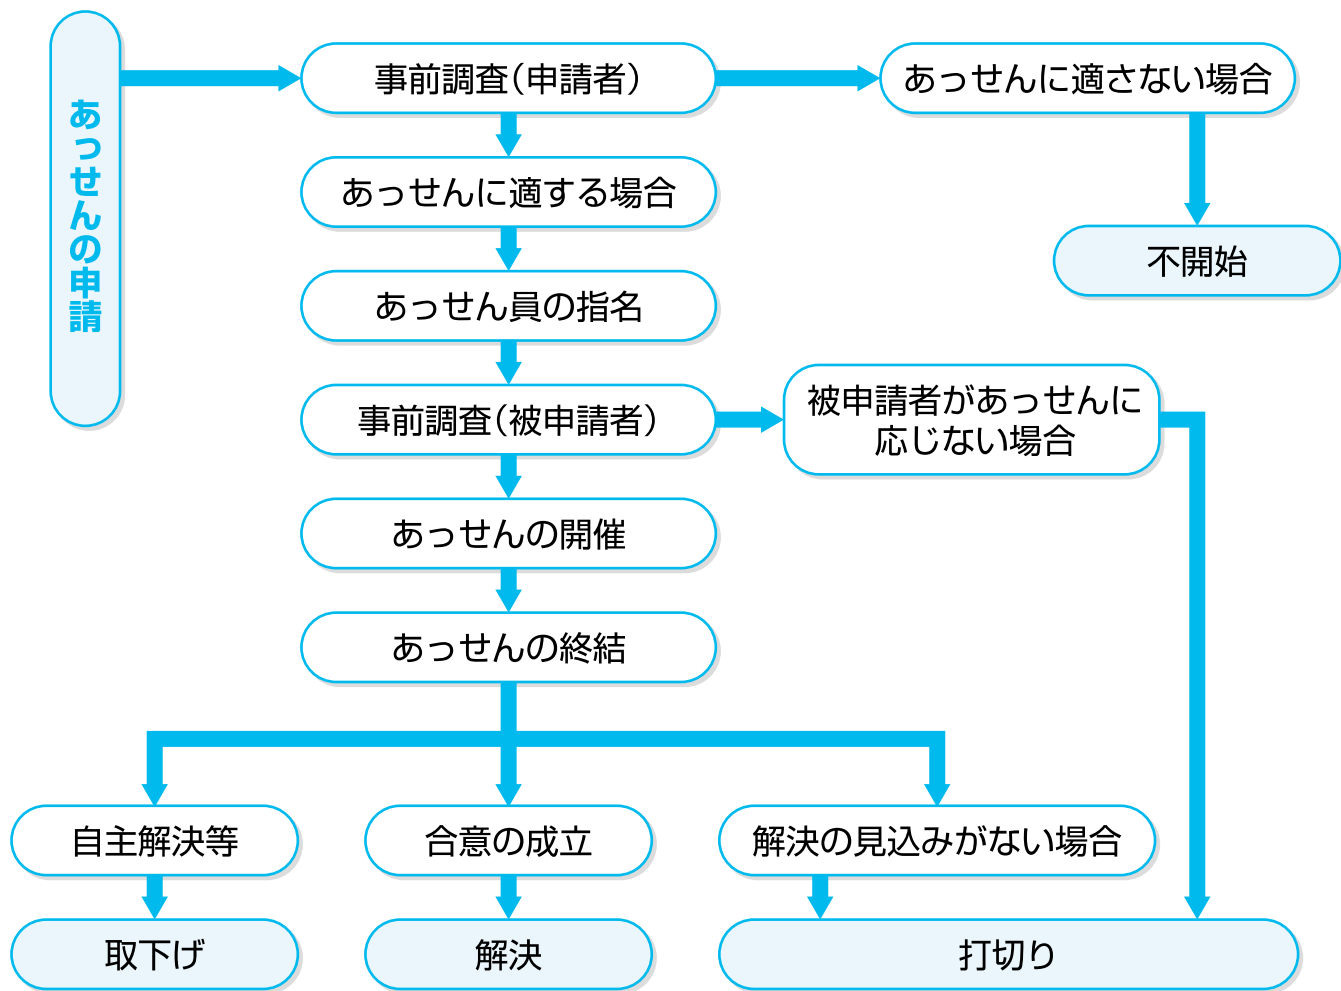 あっせんの申請
事前調査（申請者）
あっせんに適さない場合
あっせんに適する場合
不開始
あっせん員の指名
事前調査（被申請者）
被申請者があっせんに
応じない場合
あっせんの開催
あっせんの終結
自主解決等
合意の成立
解決の見込みがない場合
取下げ
解決
打切り